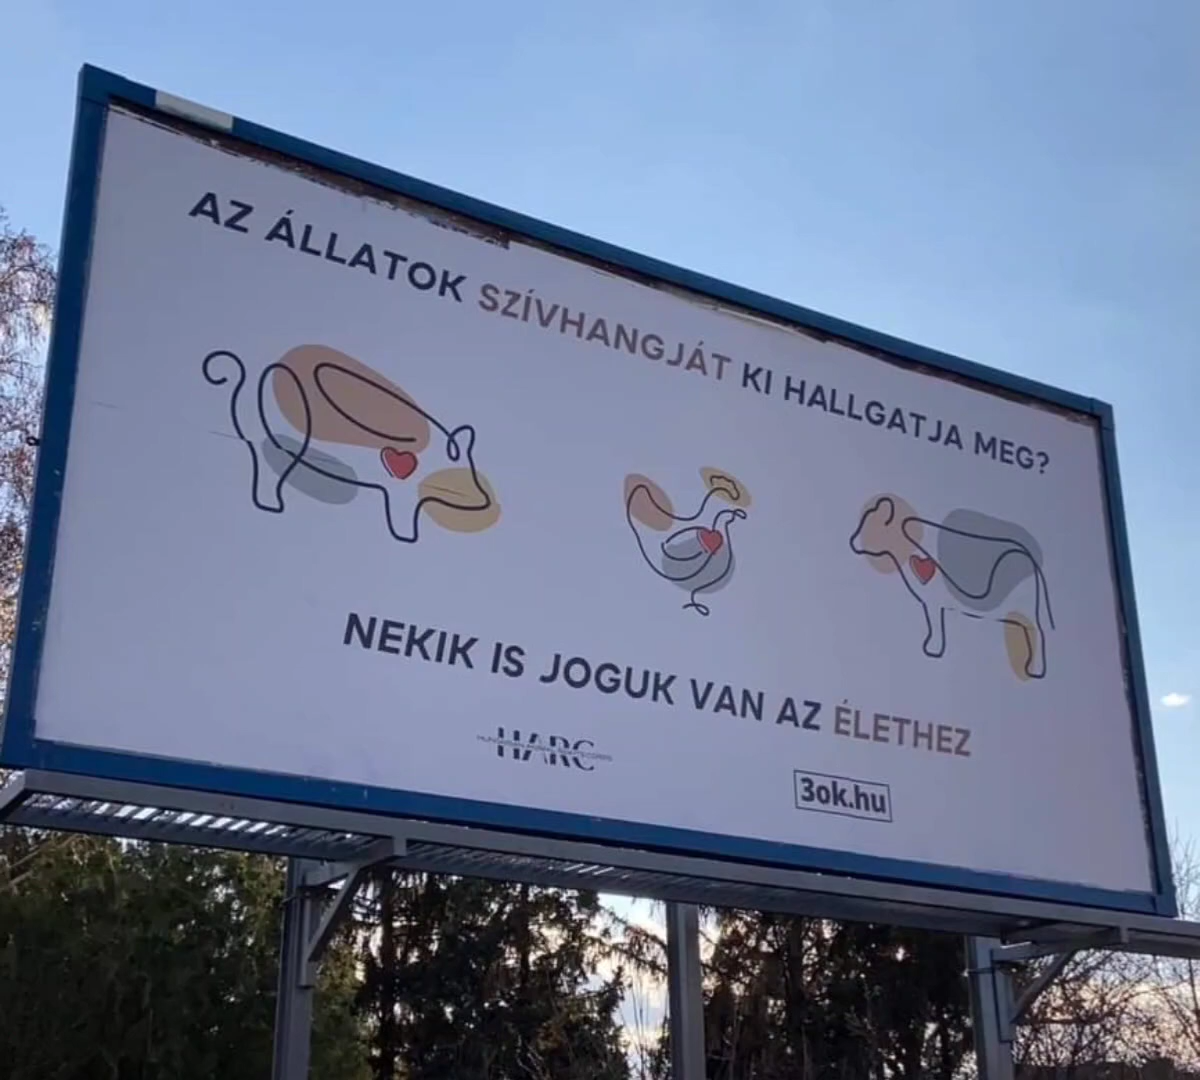 AZ ÁLLATOK SZÍVHANGJÁT KI HALLGATJA MEG?
NEKIK IS JOGUK VAN AZ ÉLETHEZ
HARC
3ok.hu